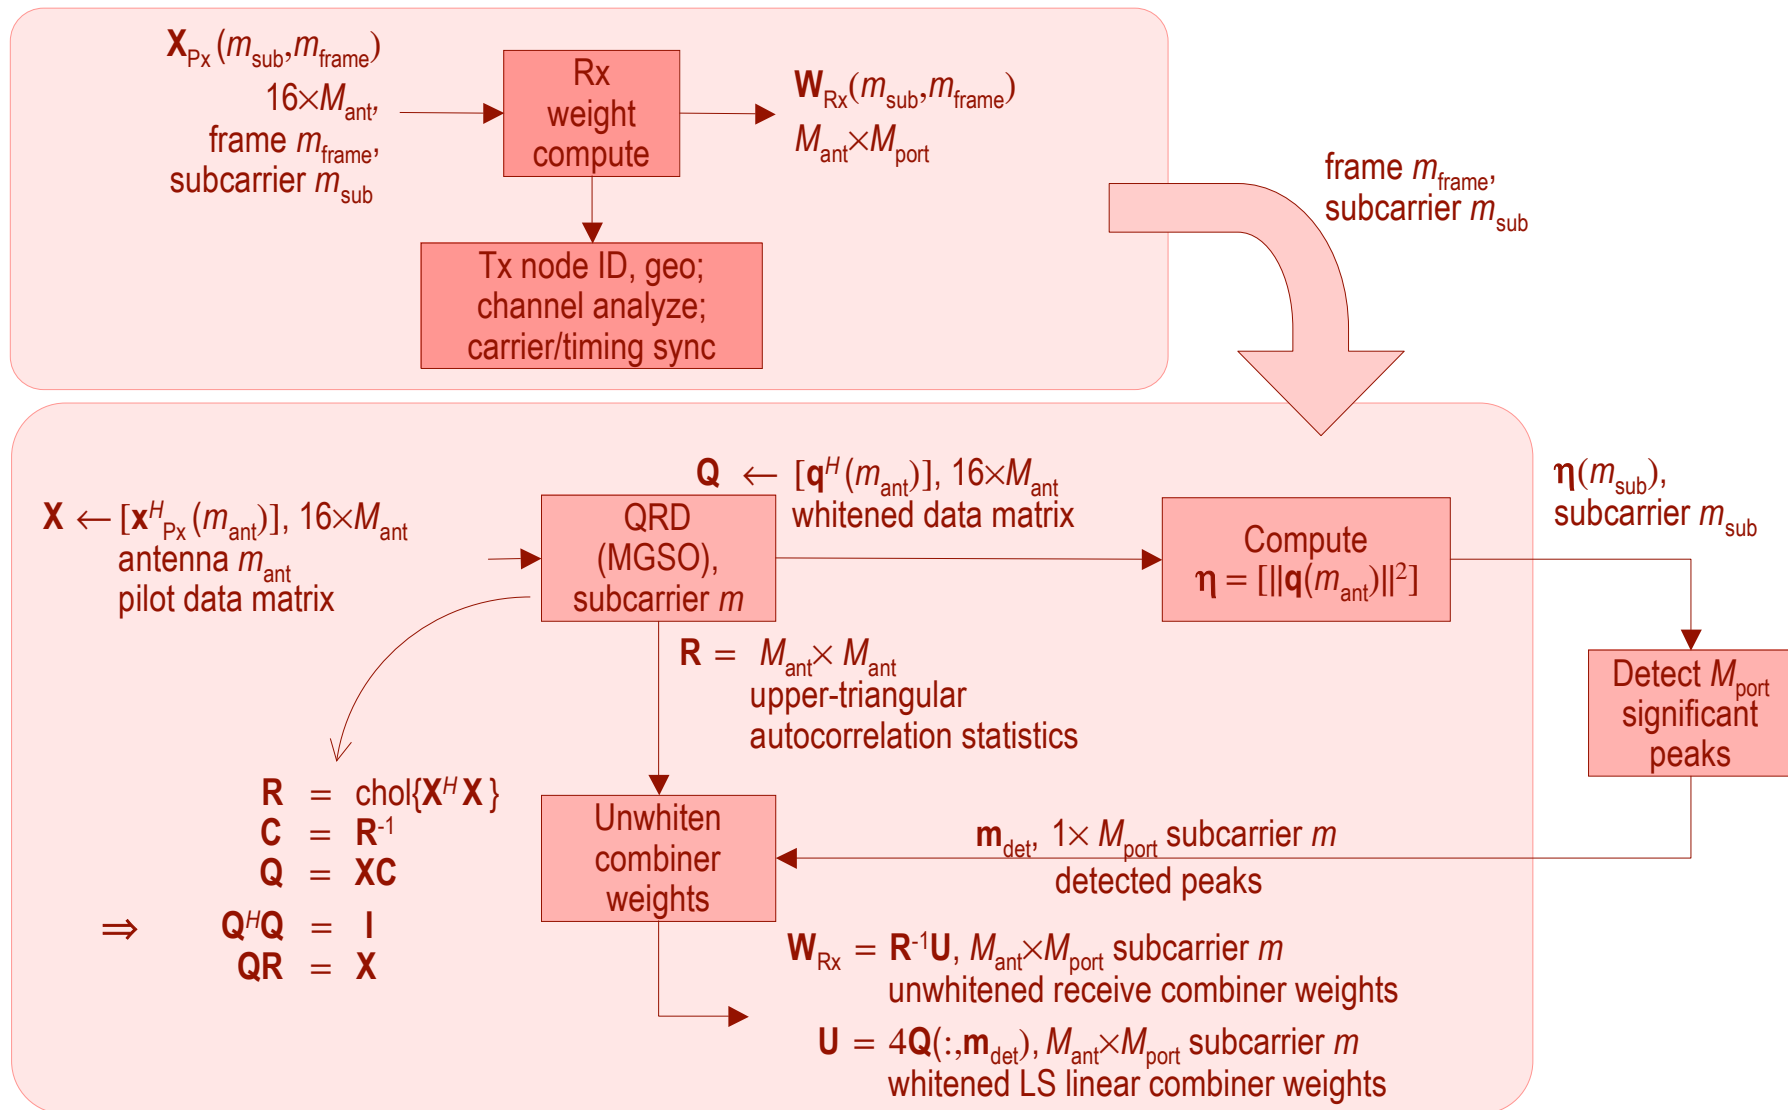 X_Px(m_sub,m_frame)
16×M_ant,
frame m_frame,
subcarrier m_sub
Rx
weight
compute
W_Rx(m_sub,m_frame)
M_ant×M_port
Tx node ID, geo;
channel analyze;
carrier/timing sync
frame m_frame,
subcarrier m_sub
X ← [x^H_Px(m_ant)], 16×M_ant
antenna m_ant
pilot data matrix
QRD
(MGSO),
subcarrier m
Q ← [q^H(m_ant)], 16×M_ant
whitened data matrix
Compute
η = [||q(m_ant)||²]
η(m_sub),
subcarrier m_sub
Detect M_port
significant
peaks
R = M_ant× M_ant
upper-triangular
autocorrelation statistics
R = chol{X^H X}
C = R^-1
Q = XC
⇒ Q^H Q = I
QR = X
Unwhiten
combiner
weights
m_det, 1× M_port subcarrier m
detected peaks
W_Rx = R^-1U, M_ant×M_port subcarrier m
unwhitened receive combiner weights
U = 4Q(:,m_det), M_ant×M_port subcarrier m
whitened LS linear combiner weights